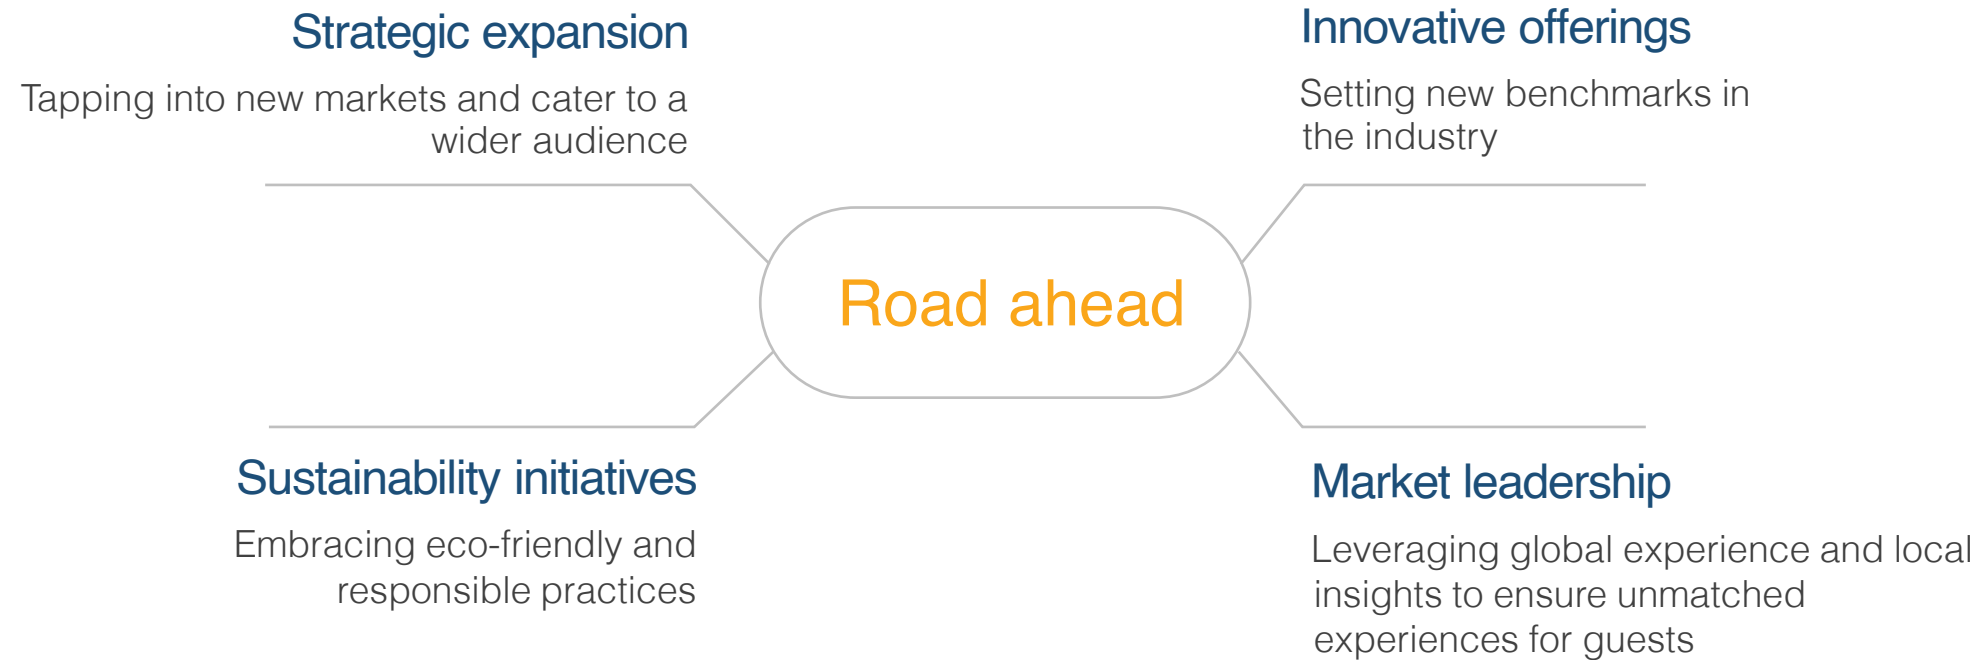 Strategic expansion
Tapping into new markets and cater to a
wider audience
Innovative offerings
Setting new benchmarks in
the industry
Road ahead
Sustainability initiatives
Embracing eco-friendly and
responsible practices
Market leadership
Leveraging global experience and local
insights to ensure unmatched
experiences for guests